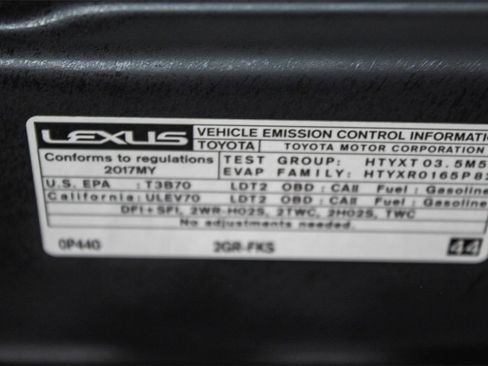 LEXUS VEHICLE EMISSION CONTROL INFORMATI
TOYOTA TOYOTA MOTOR CORPORATION
Conforms to regulations TEST GROUP: HTYXT03.5M5
2017MY EVAP FAMILY: HTYXR0165P
U.S. EPA : T3B70 LDT2 OBD : CAII Fuel : Gasoline
California: ULEV70 LDT2 OBD : CAII Fuel : Gasoline
DFI+SFI, 2WR-HO2S, 2TWC, 2HO2S, TWC
No adjustments needed.
0P440 2GR-FKS 44